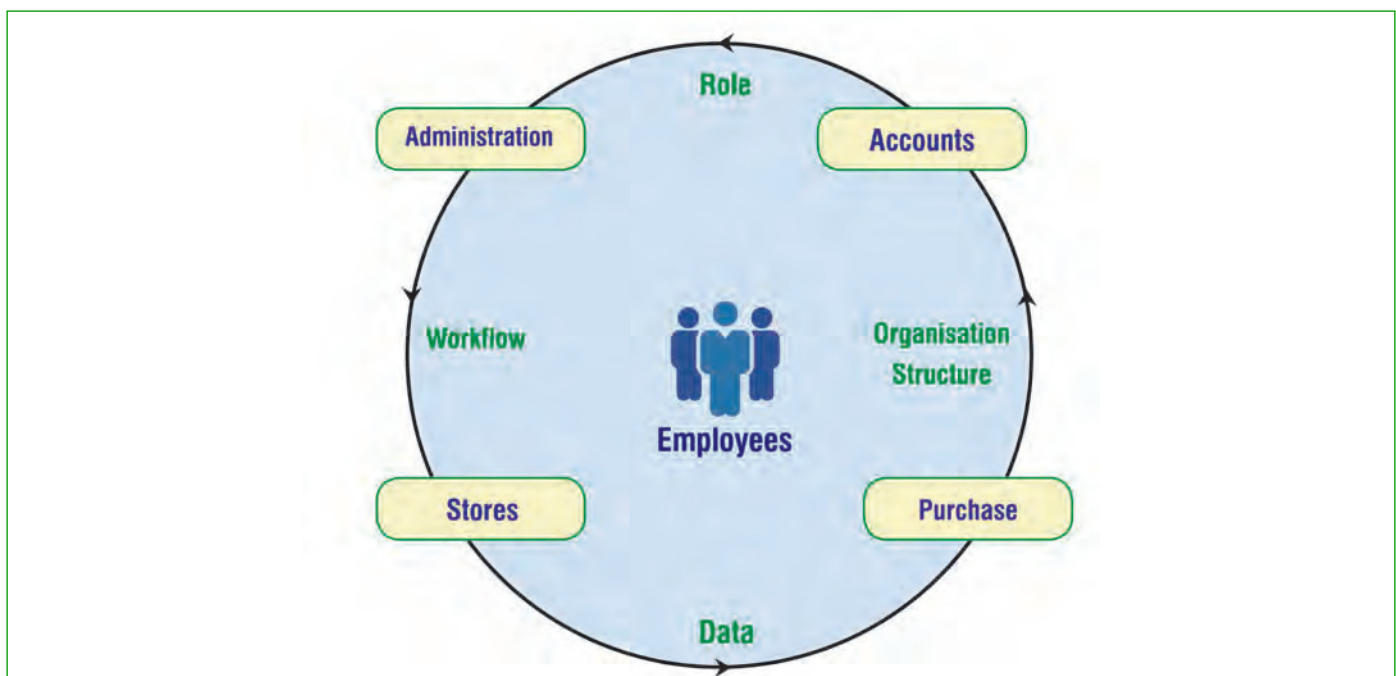 Role
Administration
Accounts
Workflow
Organisation
Structure
Employees
Stores
Purchase
Data